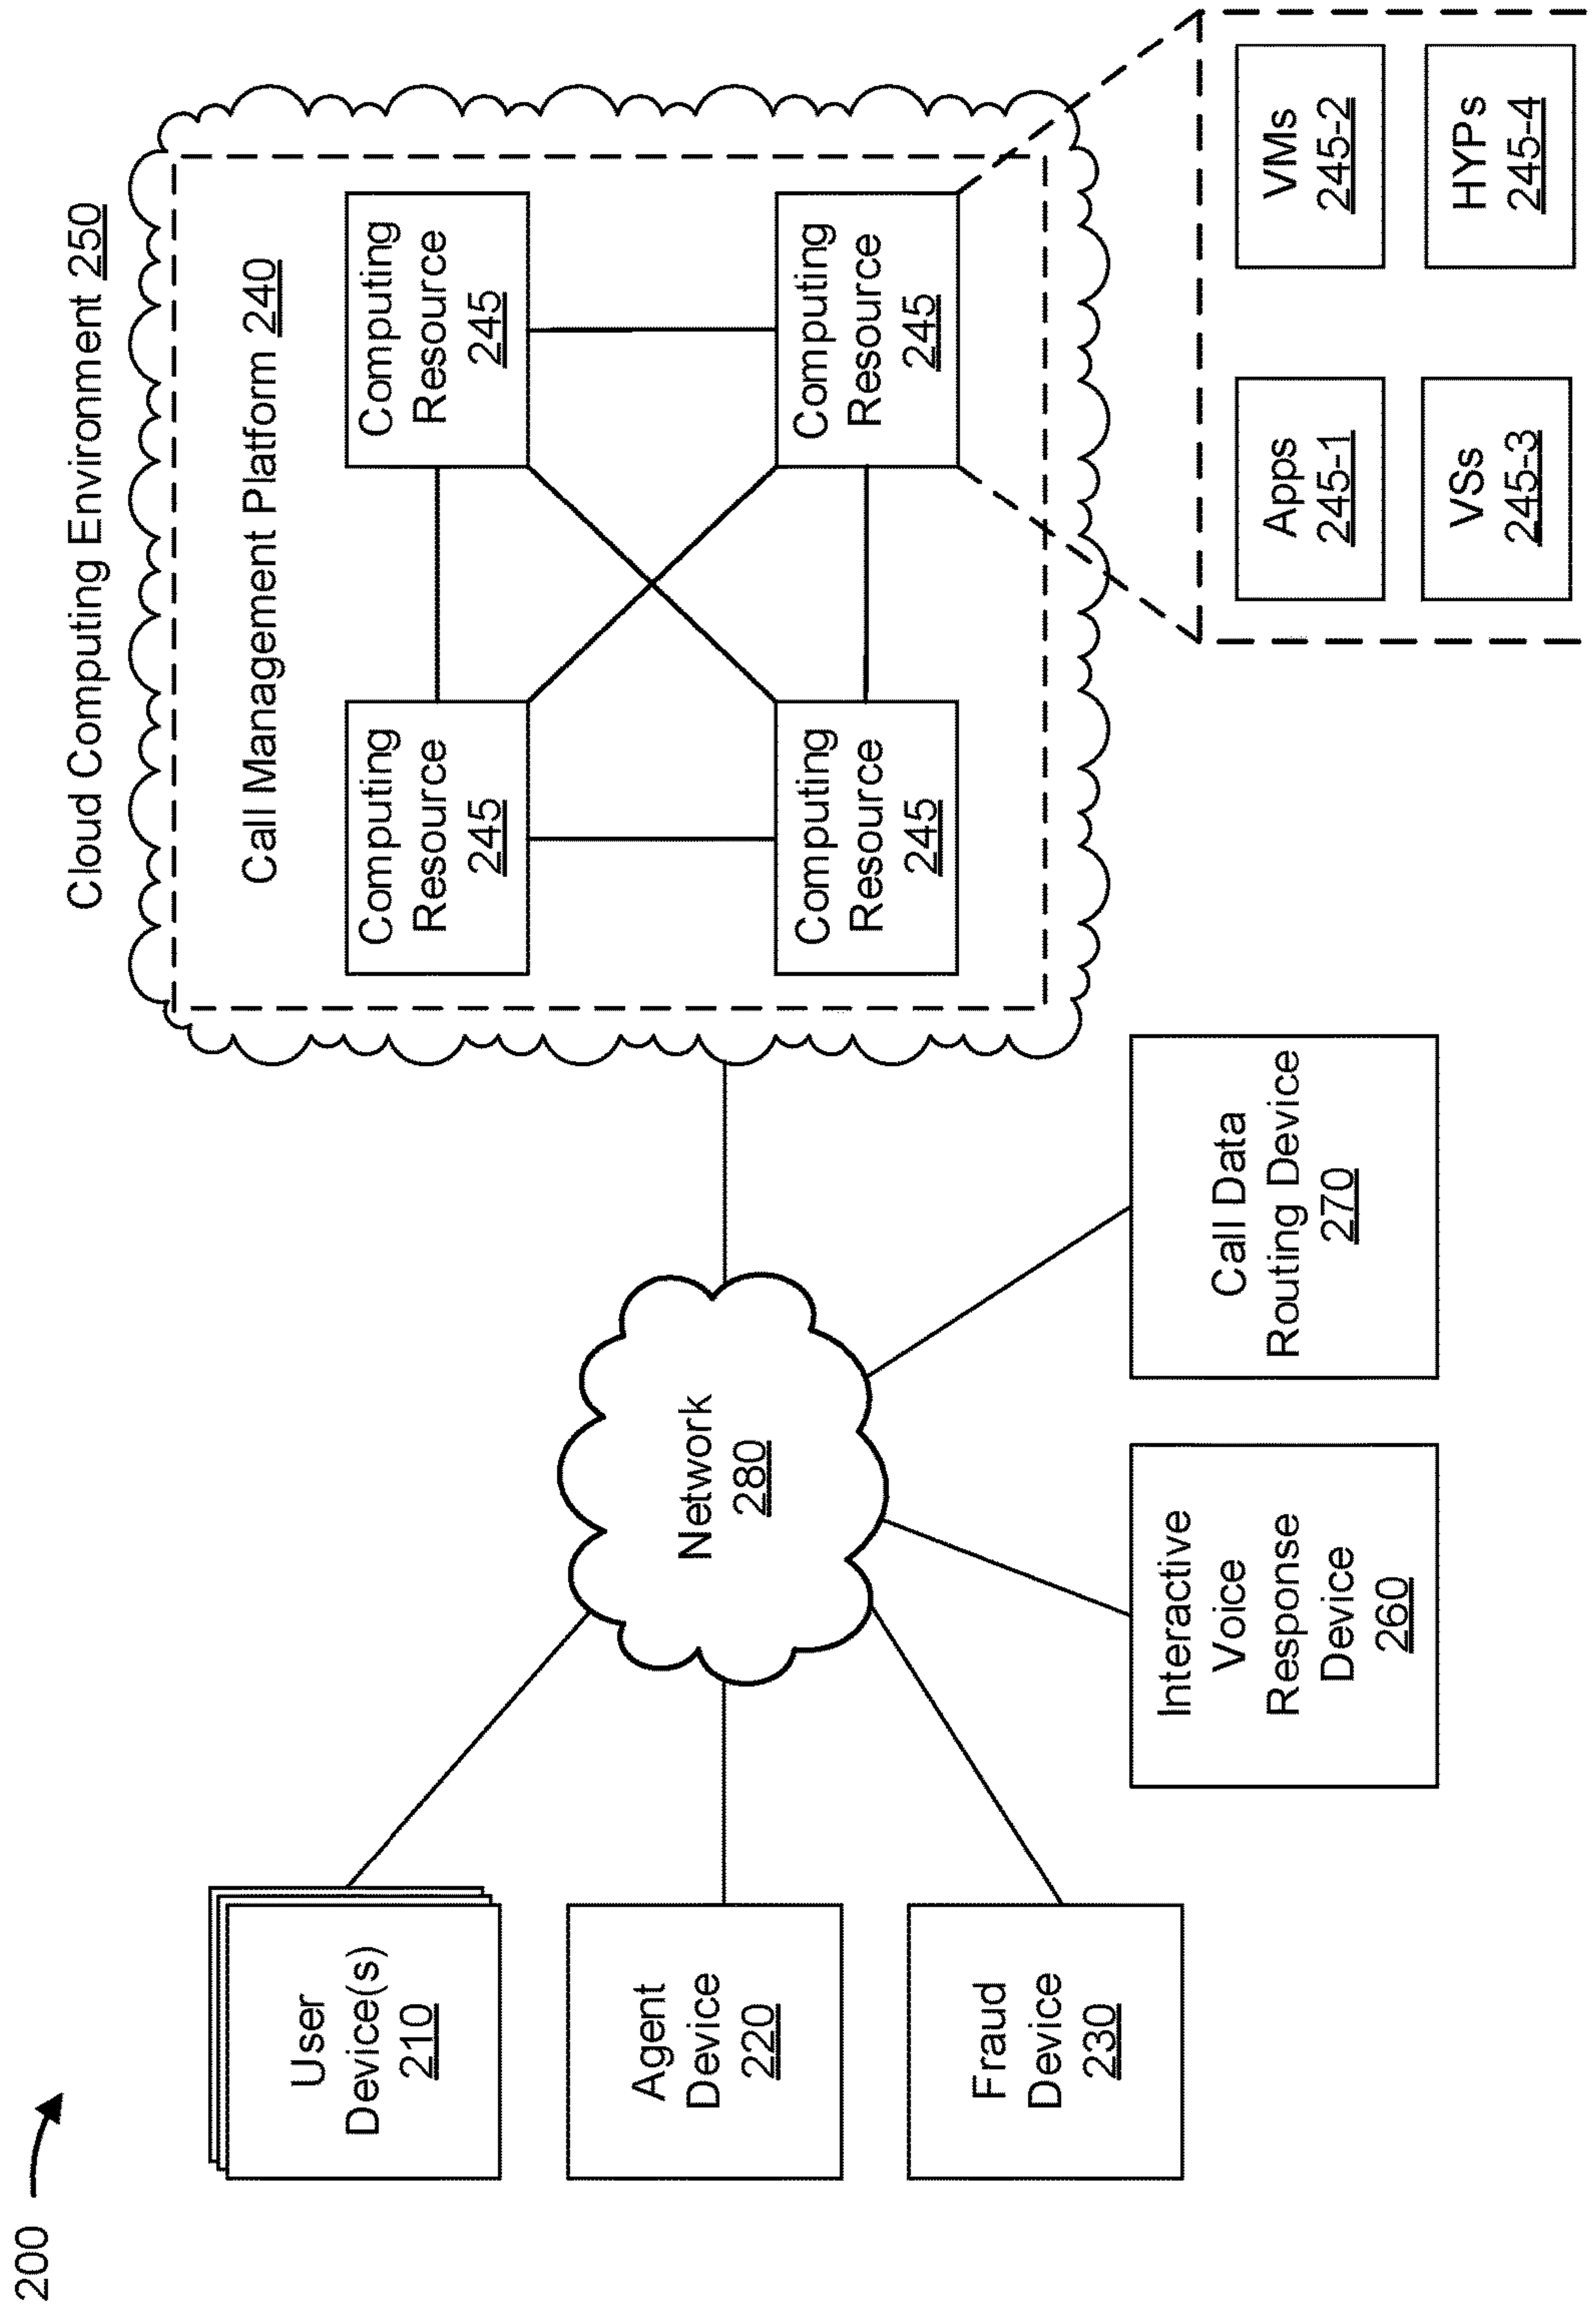 200
Cloud Computing Environment 250
Call Management Platform 240
Computing
Resource
245
Computing
Resource
245
Computing
Resource
245
Computing
Resource
245
User
Device(s)
210
Agent
Device
220
Fraud
Device
230
Network
280
Interactive
Voice
Response
Device
260
Call Data
Routing Device
270
Apps
245-1
VMs
245-2
VSs
245-3
HYPs
245-4